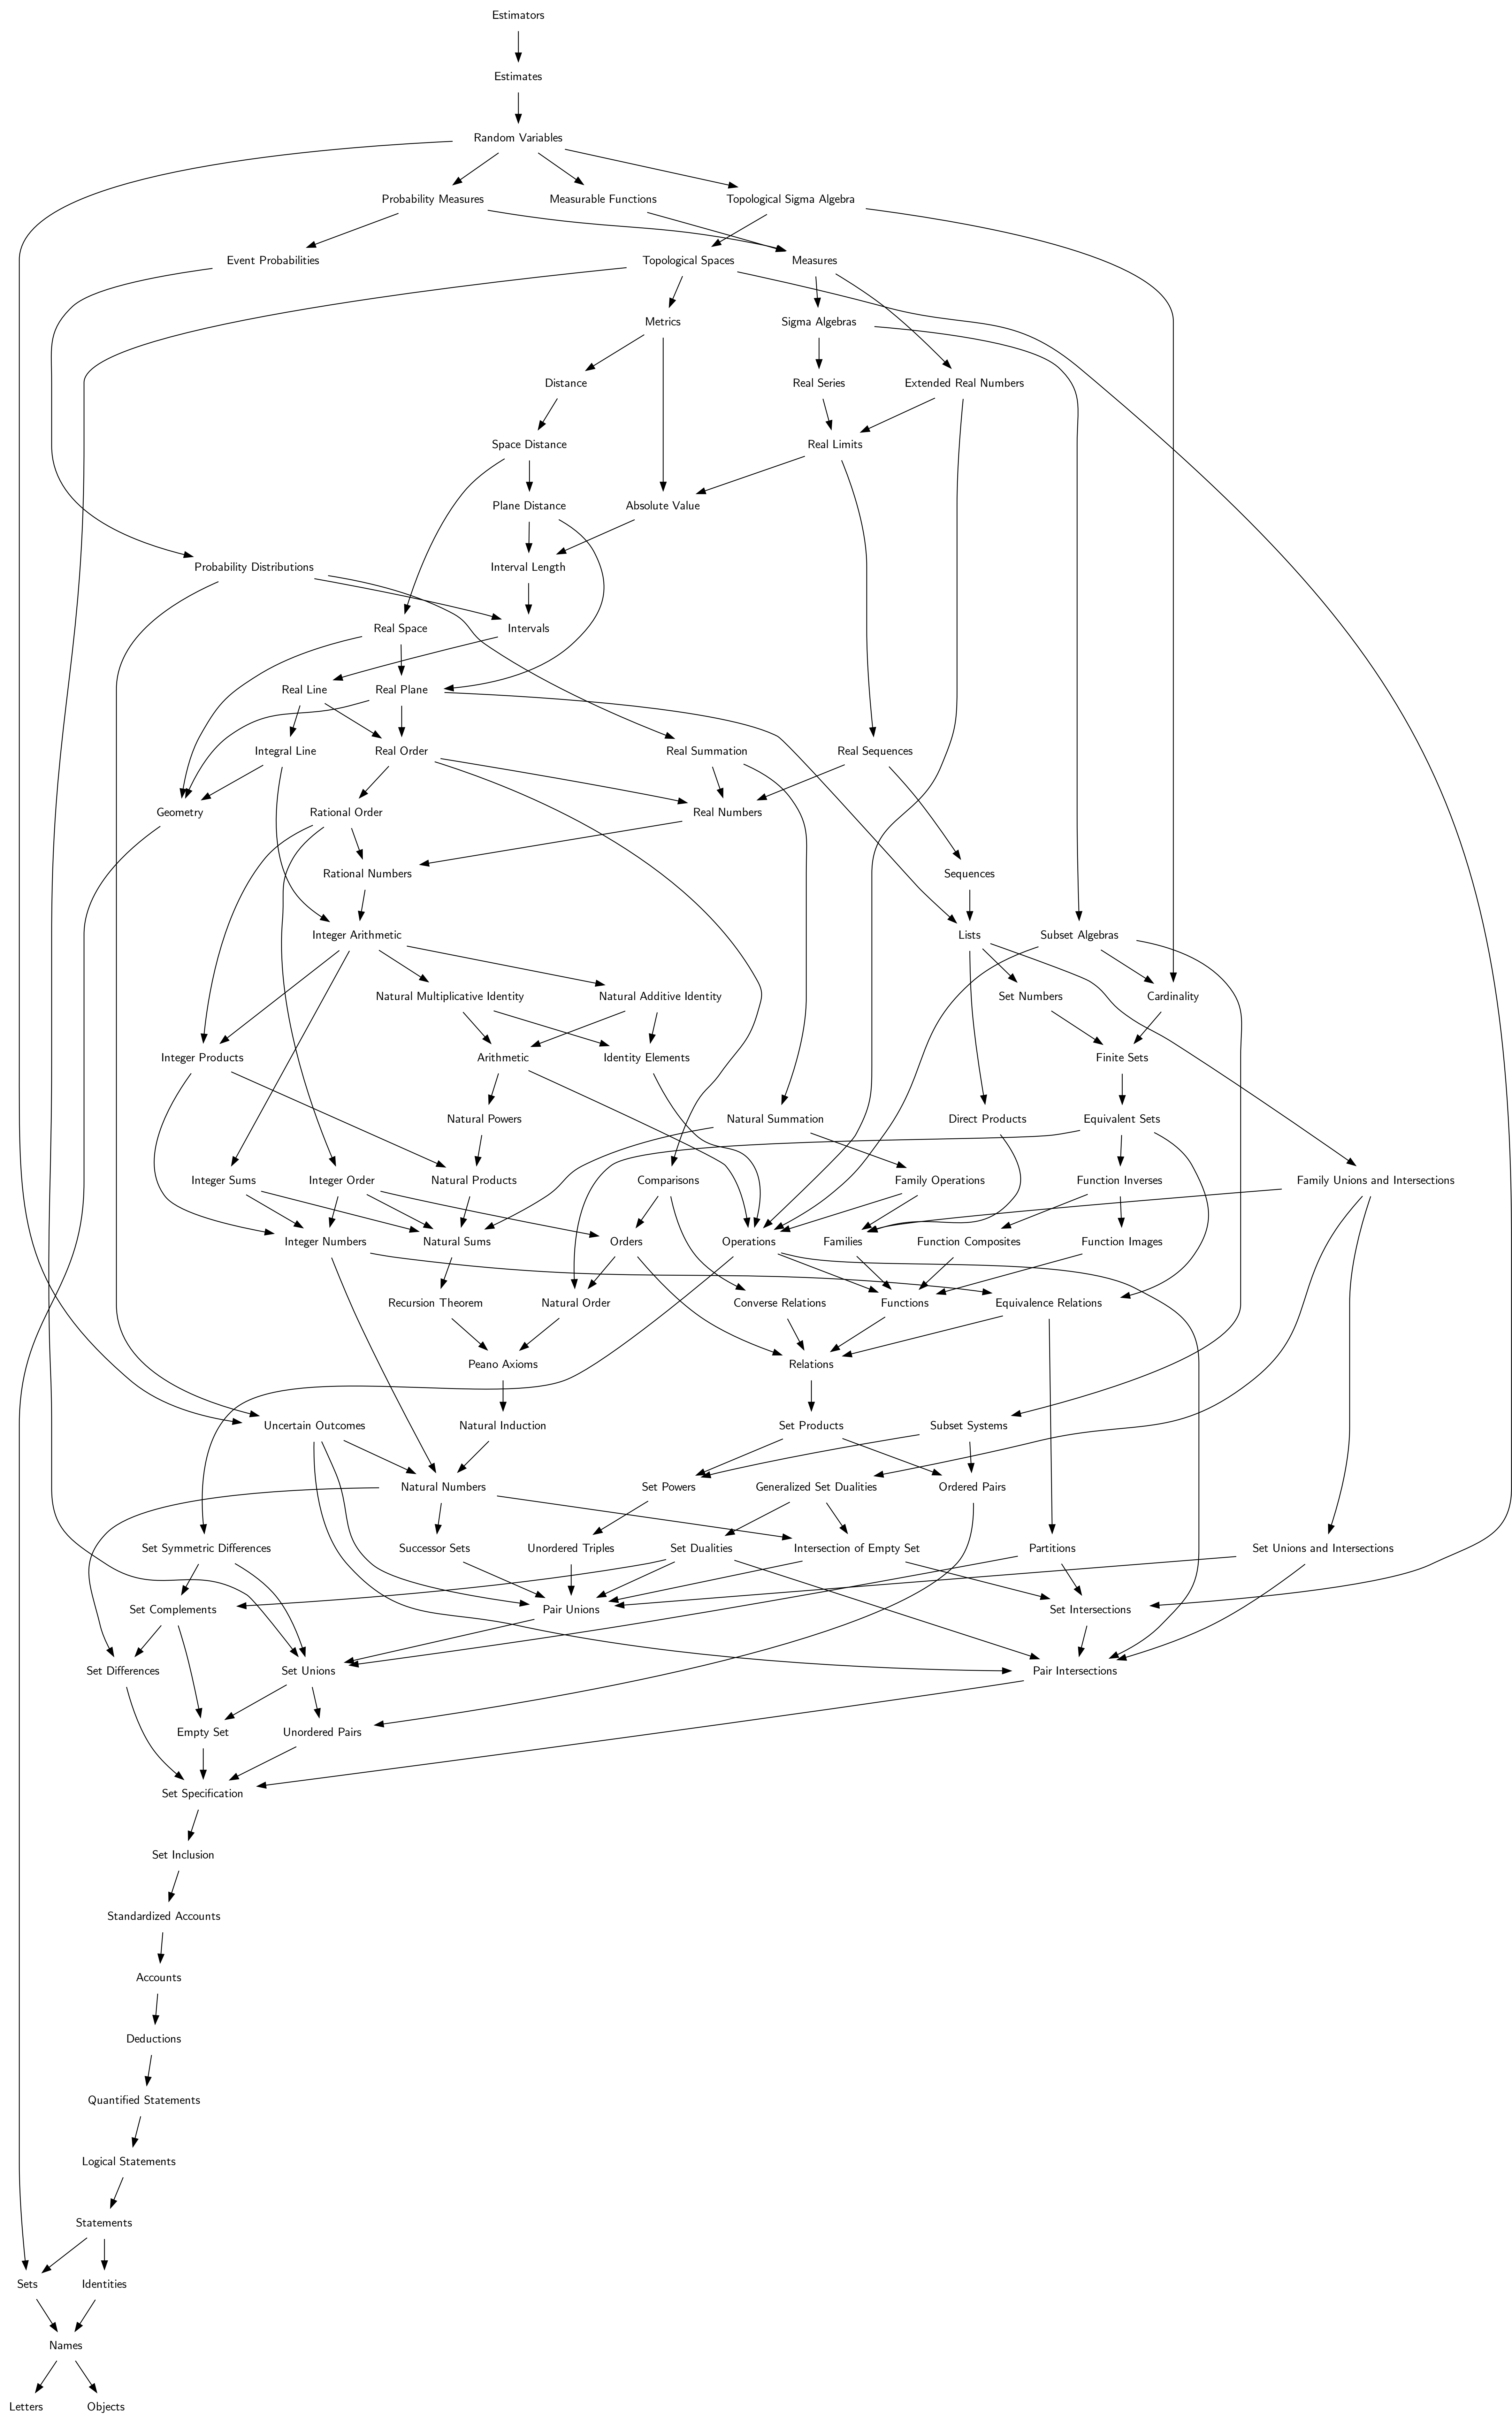 Estimators
Estimates
Random Variables
Probability Measures
Measurable Functions
Topological Sigma Algebra
Event Probabilities
Topological Spaces
Measures
Metrics
Sigma Algebras
Distance
Real Series
Extended Real Numbers
Space Distance
Real Limits
Plane Distance
Absolute Value
Probability Distributions
Interval Length
Real Space
Intervals
Real Line
Real Plane
Integral Line
Real Order
Real Summation
Real Sequences
Geometry
Rational Order
Real Numbers
Rational Numbers
Sequences
Integer Arithmetic
Lists
Subset Algebras
Natural Multiplicative Identity
Natural Additive Identity
Set Numbers
Cardinality
Integer Products
Arithmetic
Identity Elements
Finite Sets
Natural Powers
Natural Summation
Direct Products
Equivalent Sets
Integer Sums
Integer Order
Natural Products
Comparisons
Family Operations
Function Inverses
Family Unions and Intersections
Integer Numbers
Natural Sums
Orders
Operations
Families
Function Composites
Function Images
Recursion Theorem
Natural Order
Converse Relations
Functions
Equivalence Relations
Peano Axioms
Relations
Uncertain Outcomes
Natural Induction
Set Products
Subset Systems
Natural Numbers
Set Powers
Generalized Set Dualities
Ordered Pairs
Set Symmetric Differences
Successor Sets
Unordered Triples
Set Dualities
Intersection of Empty Set
Partitions
Set Unions and Intersections
Set Complements
Pair Unions
Set Intersections
Set Differences
Set Unions
Pair Intersections
Empty Set
Unordered Pairs
Set Specification
Set Inclusion
Standardized Accounts
Accounts
Deductions
Quantified Statements
Logical Statements
Statements
Sets
Identities
Names
Letters
Objects